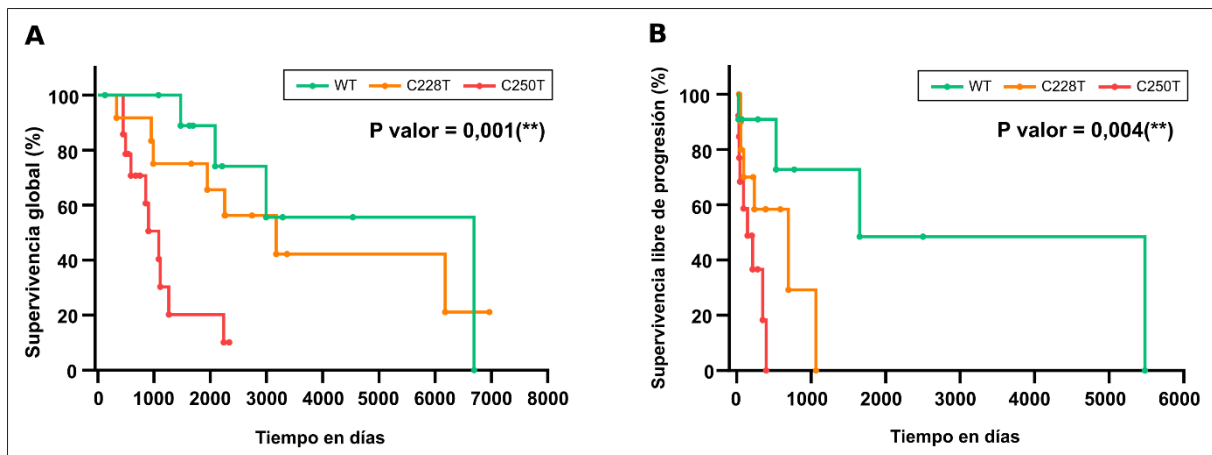 A
WT C228T C250T
P valor = 0,001(**)
Supervivencia global (%)
100
80
60
40
20
0
0 1000 2000 3000 4000 5000 6000 7000 8000
Tiempo en días
B
WT C228T C250T
P valor = 0,004(**)
Supervivencia libre de progresión (%)
100
80
60
40
20
0
0 1000 2000 3000 4000 5000 6000
Tiempo en días